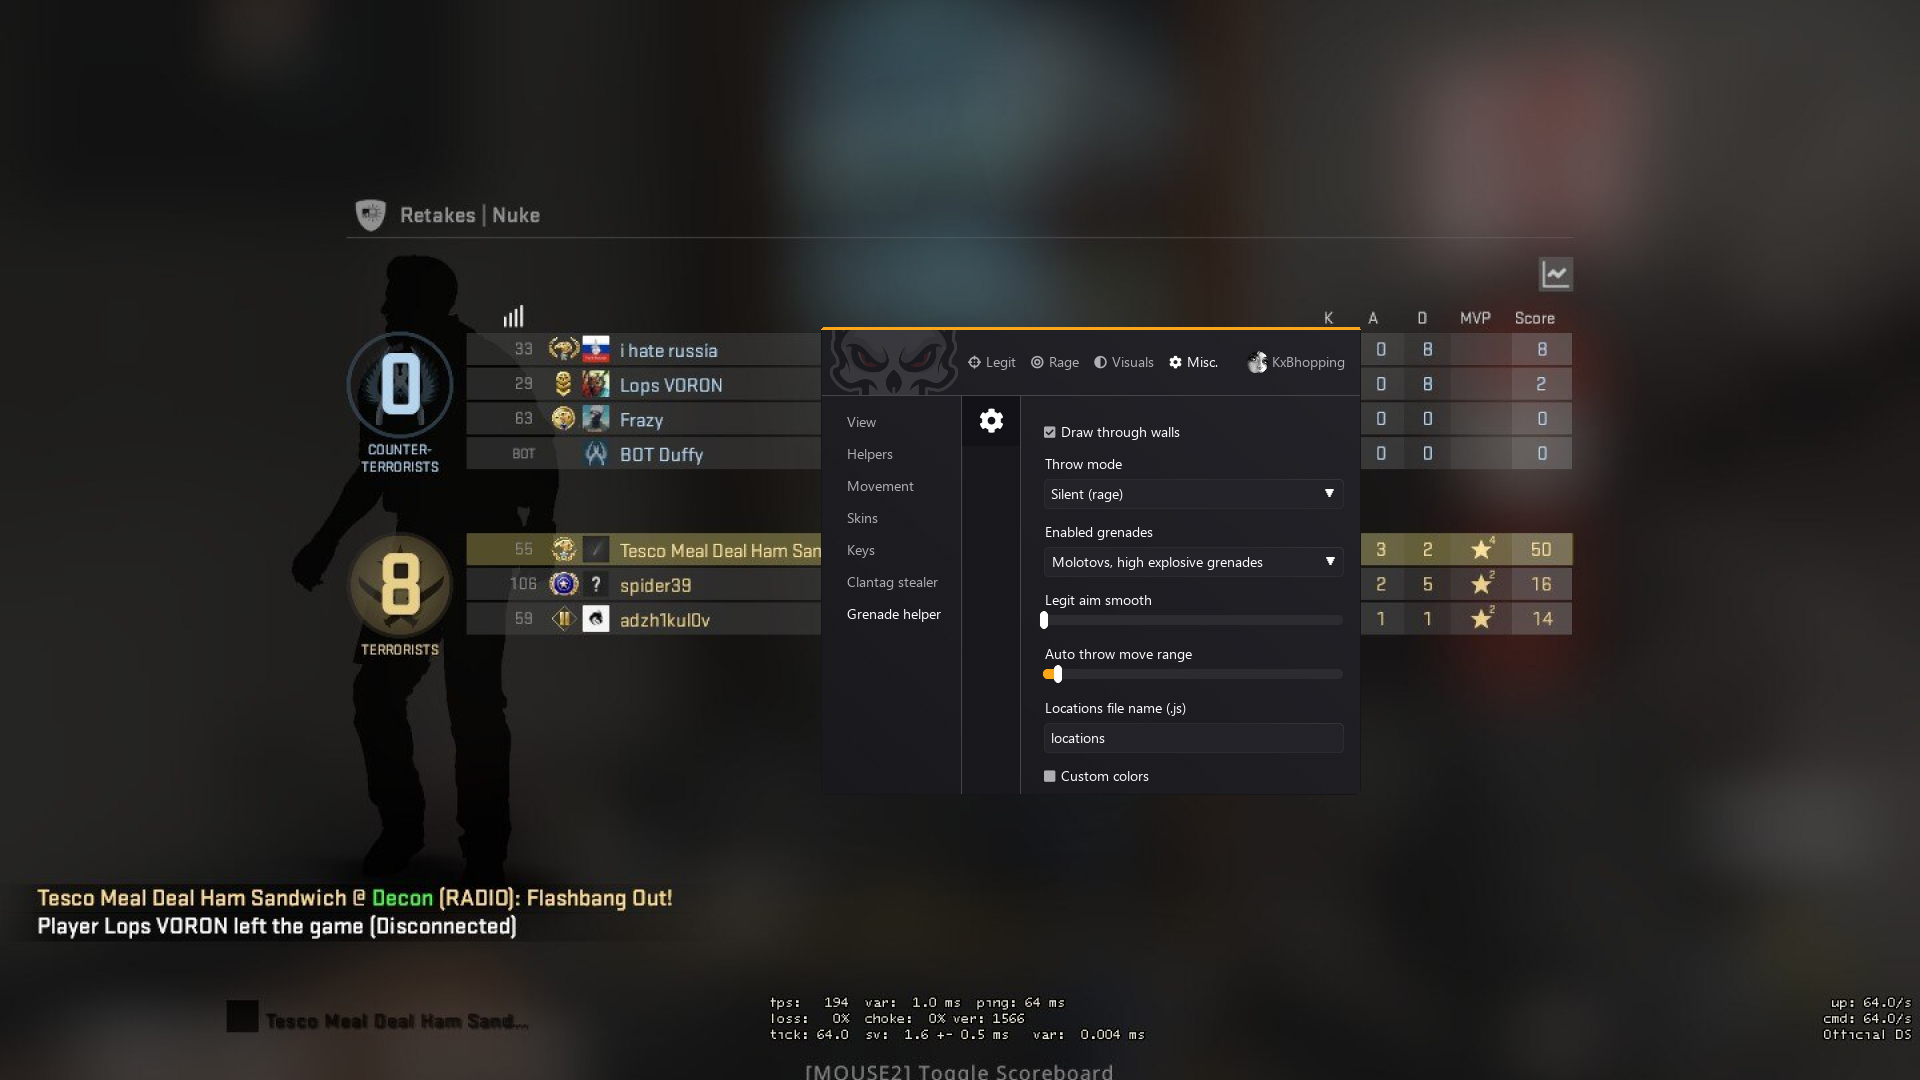 Retakes | Nuke
K A D MVP Score
33 i hate russia 0 8 8
29 Lops VORON 0 8 2
63 Frazy 0 0 0
BOT BOT Duffy 0 0 0
0
COUNTER-
TERRORISTS
55 Tesco Meal Deal Ham San 3 2 4 50
106 ? spider39 2 5 2 16
59 adzh1kul0v 1 1 2 14
8
TERRORISTS
Legit Rage Visuals Misc. KxBhopping
View
Helpers
Movement
Skins
Keys
Clantag stealer
Grenade helper
Draw through walls
Throw mode
Silent (rage)
Enabled grenades
Molotovs, high explosive grenades
Legit aim smooth
Auto throw move range
Locations file name (.js)
locations
Custom colors
Tesco Meal Deal Ham Sandwich @ Decon (RADIO): Flashbang Out!
Player Lops VORON left the game (Disconnected)
Tesco Meal Deal Ham Sand...
fps: 194 var: 1.0 ms ping: 64 ms
loss: 0% choke: 0% ver: 1566
tick: 64.0 sv: 1.6 +- 0.5 ms var: 0.004 ms
up: 64.0/s
cmd: 64.0/s
Official DS
[MOUSE2] Toggle Scoreboard